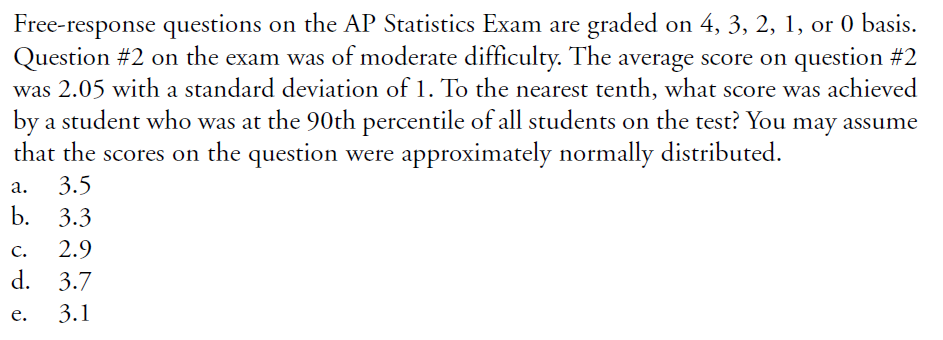 Free-response questions on the AP Statistics Exam are graded on 4, 3, 2, 1, or 0 basis.
Question #2 on the exam was of moderate difficulty. The average score on question #2
was 2.05 with a standard deviation of 1. To the nearest tenth, what score was achieved
by a student who was at the 90th percentile of all students on the test? You may assume
that the scores on the question were approximately normally distributed.
a. 3.5
b. 3.3
c. 2.9
d. 3.7
e. 3.1